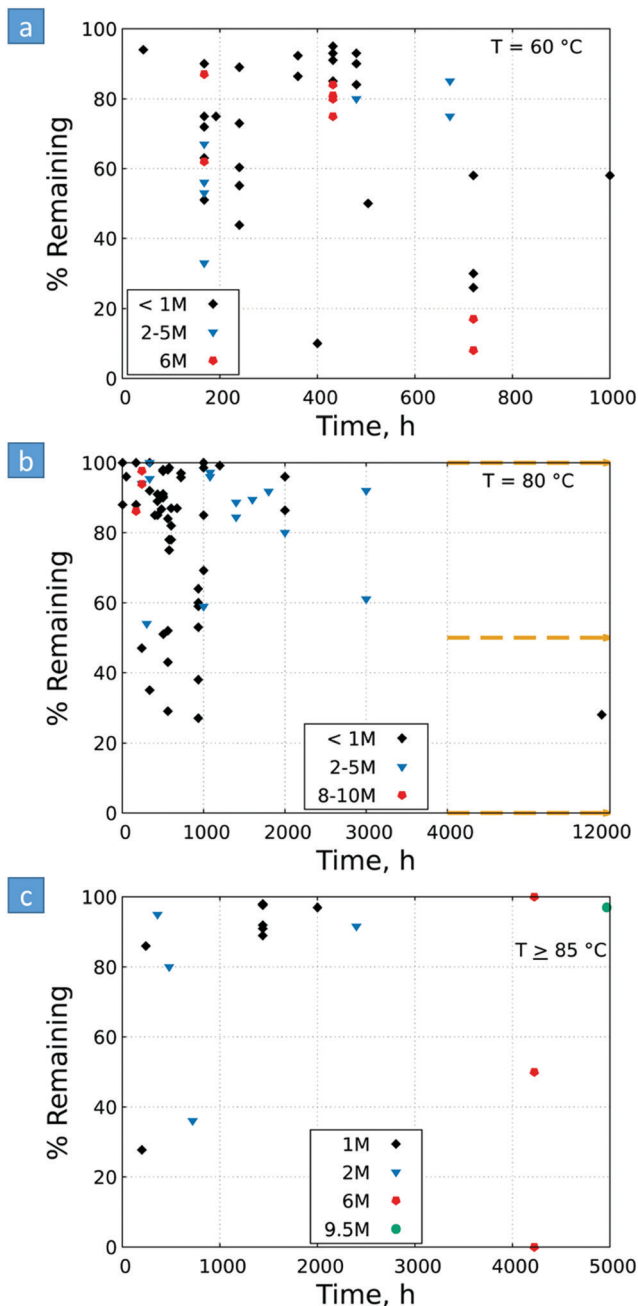 a
100
80
60
40
20
0
% Remaining
T = 60 °C
< 1M
2-5M
6M
0 200 400 600 800 1000
Time, h
b
100
80
60
40
20
0
% Remaining
T = 80 °C
< 1M
2-5M
8-10M
0 1000 2000 3000 4000 12000
Time, h
c
100
80
60
40
20
0
% Remaining
T ≥ 85 °C
1M
2M
6M
9.5M
0 1000 2000 3000 4000 5000
Time, h